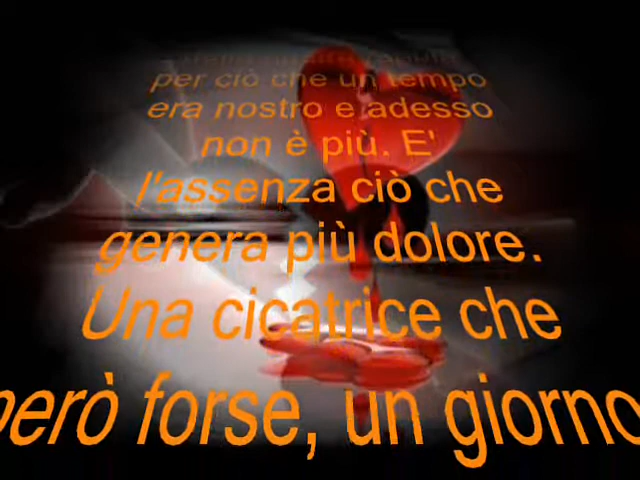 per ciò che un tempo
era nostro e adesso
non è più. E'
l'assenza ciò che
genera più dolore.
Una cicatrice che
però forse, un giorno